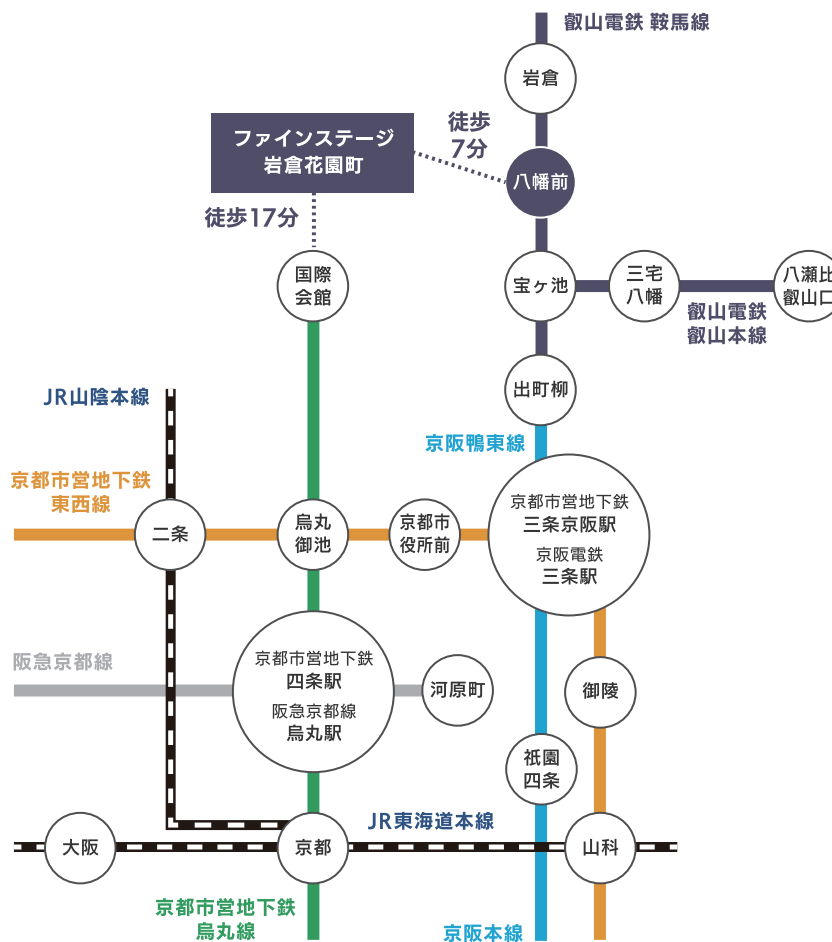 叡山電鉄 鞍馬線
岩倉
徒歩
7分
ファインステージ
岩倉花園町
八幡前
徒歩17分
国際
会館
宝ヶ池
三宅
八幡
八瀬比
叡山口
叡山電鉄
叡山本線
出町柳
JR山陰本線
京阪鴨東線
京都市営地下鉄
東西線
二条
烏丸
御池
京都市
役所前
京都市営地下鉄
三条京阪駅
京阪電鉄
三条駅
阪急京都線
京都市営地下鉄
四条駅
阪急京都線
烏丸駅
河原町
御陵
祇園
四条
JR東海道本線
大阪
京都
山科
京都市営地下鉄
烏丸線
京阪本線